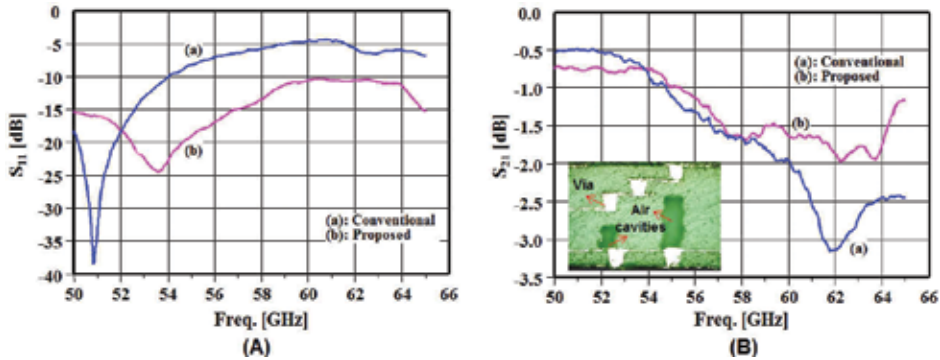 0
-5
-10
-15
-20
-25
-30
-35
-40
S11 [dB]
(a)
(b)
(a): Conventional
(b): Proposed
50 52 54 56 58 60 62 64 66
Freq. [GHz]
(A)
0.0
-0.5
-1.0
-1.5
-2.0
-2.5
-3.0
-3.5
S21 [dB]
(a): Conventional
(b): Proposed
(b)
(a)
Via
Air
cavities
50 52 54 56 58 60 62 64 66
Freq. [GHz]
(B)